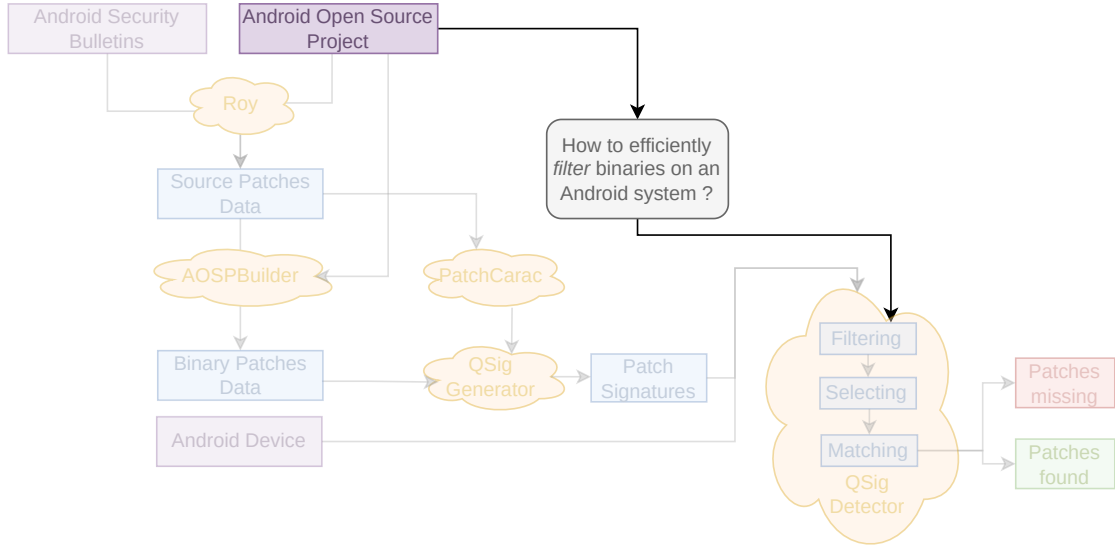 Android Security
Bulletins
Android Open Source
Project
Roy
How to efficiently
filter binaries on an
Android system ?
Source Patches
Data
AOSPBuilder
PatchCarac
Filtering
Binary Patches
Data
QSig
Generator
Patch
Signatures
Selecting
Patches
missing
Android Device
Matching
Patches
found
QSig
Detector